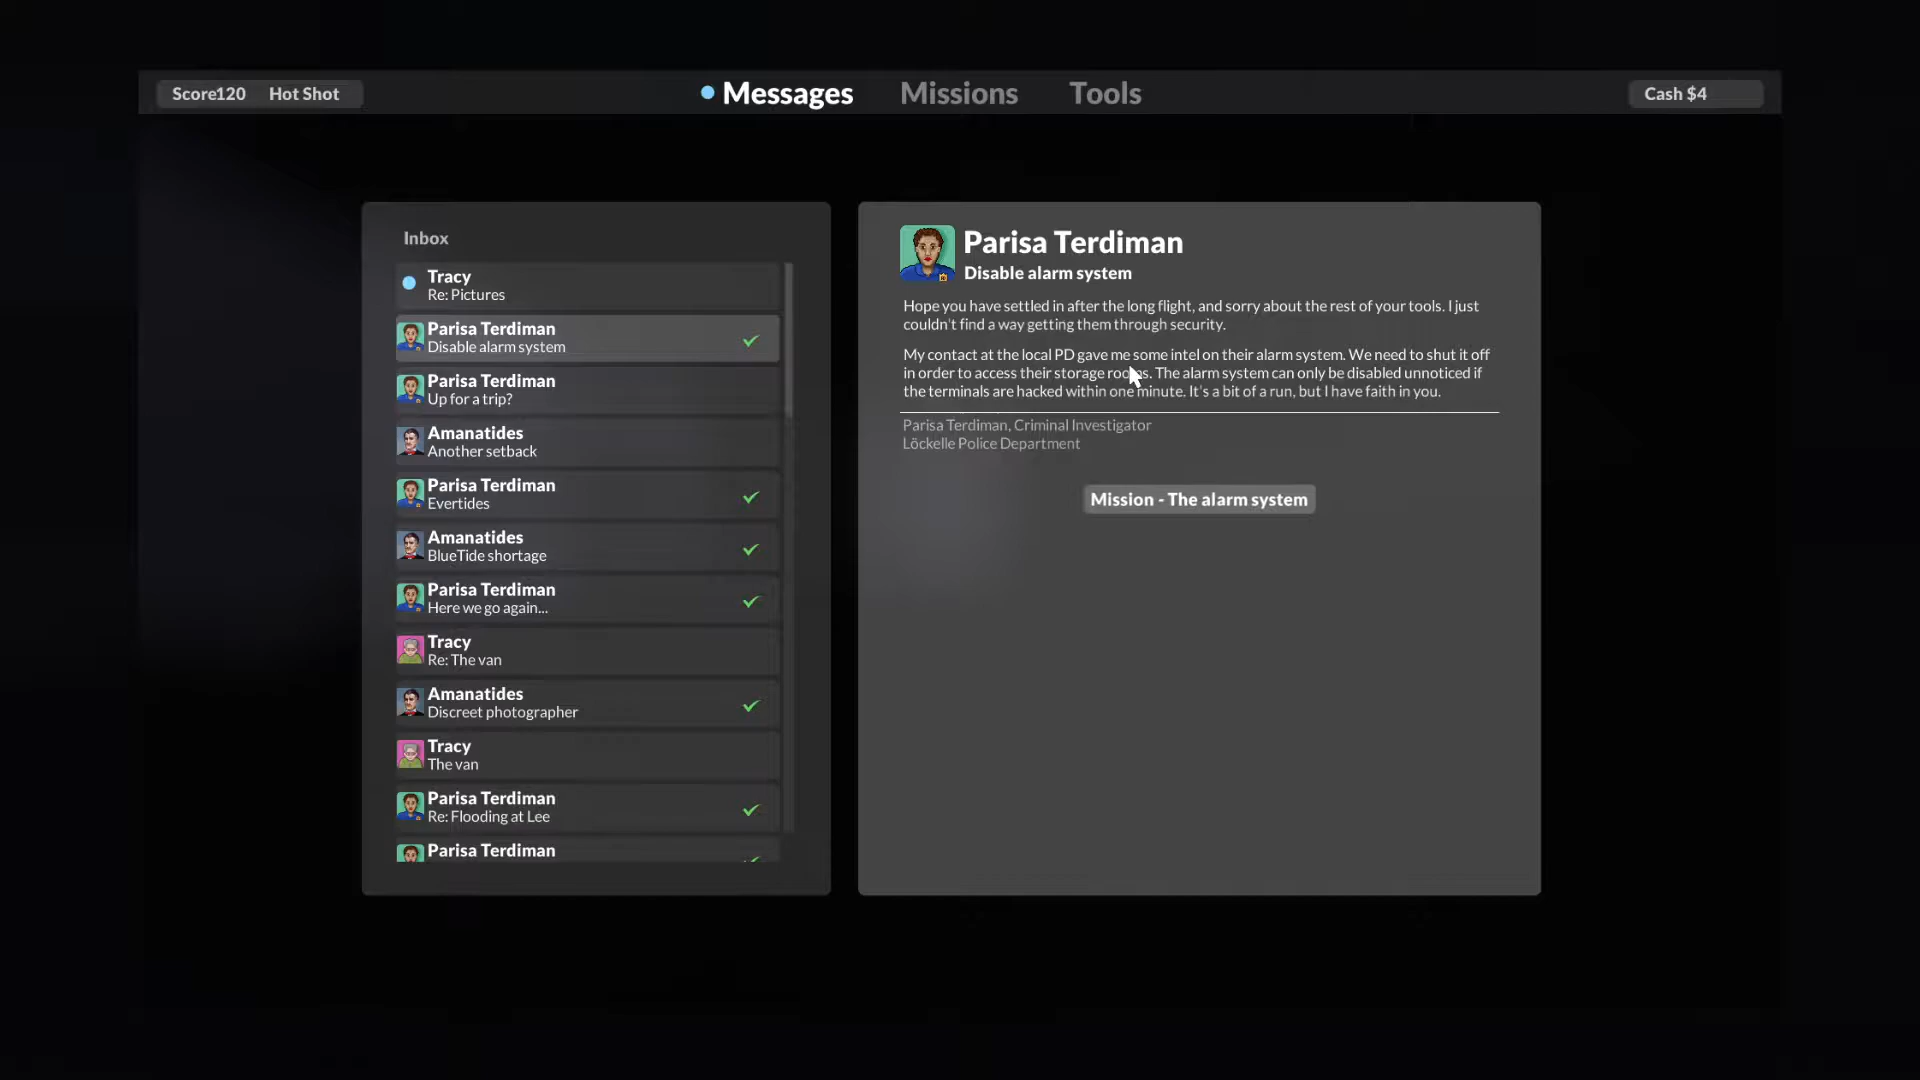 Score120 Hot Shot
Messages Missions Tools
Cash $4
Inbox
Tracy
Re: Pictures
Parisa Terdiman
Disable alarm system
Parisa Terdiman
Up for a trip?
Amanatides
Another setback
Parisa Terdiman
Evertides
Amanatides
BlueTide shortage
Parisa Terdiman
Here we go again...
Tracy
Re: The van
Amanatides
Discreet photographer
Tracy
The van
Parisa Terdiman
Re: Flooding at Lee
Parisa Terdiman
Parisa Terdiman
Disable alarm system
Hope you have settled in after the long flight, and sorry about the rest of your tools. I just
couldn't find a way getting them through security.
My contact at the local PD gave me some intel on their alarm system. We need to shut it off
in order to access their storage rooms. The alarm system can only be disabled unnoticed if
the terminals are hacked within one minute. It's a bit of a run, but I have faith in you.
Parisa Terdiman, Criminal Investigator
Löckelle Police Department
Mission - The alarm system